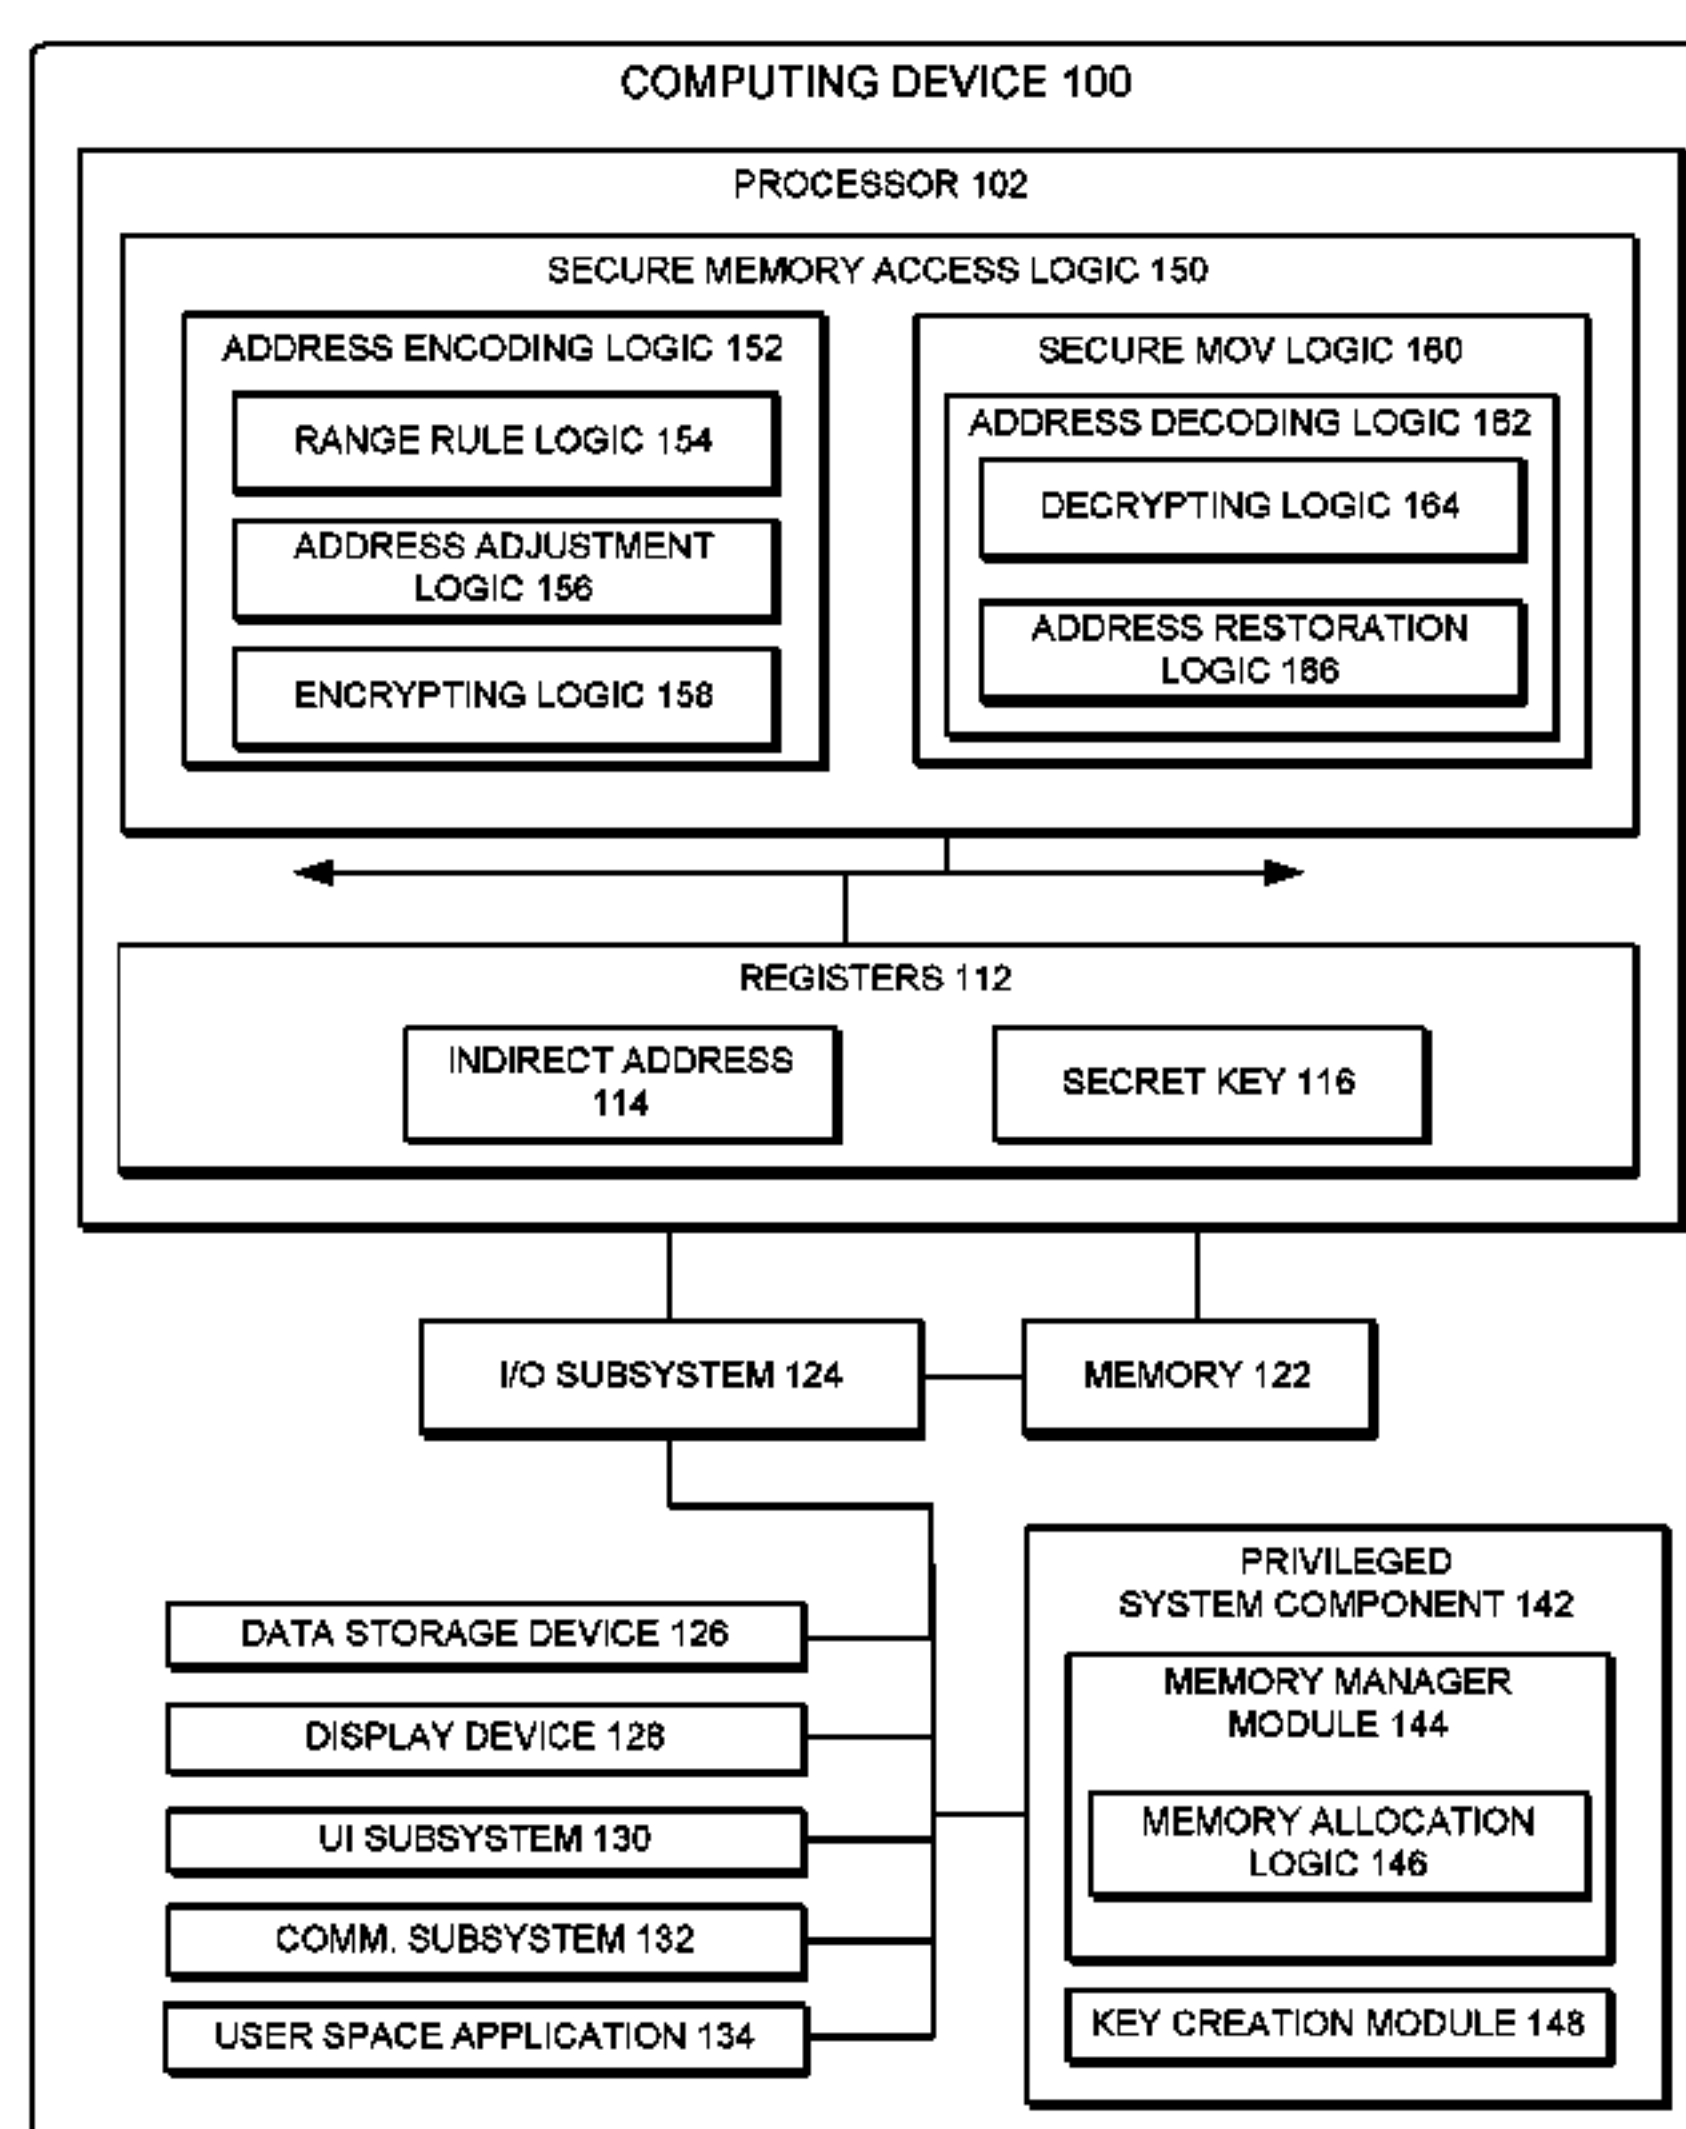 COMPUTING DEVICE 100
PROCESSOR 102
SECURE MEMORY ACCESS LOGIC 150
ADDRESS ENCODING LOGIC 152
RANGE RULE LOGIC 154
ADDRESS ADJUSTMENT
LOGIC 156
ENCRYPTING LOGIC 158
SECURE MOV LOGIC 160
ADDRESS DECODING LOGIC 162
DECRYPTING LOGIC 164
ADDRESS RESTORATION
LOGIC 166
REGISTERS 112
INDIRECT ADDRESS
114
SECRET KEY 116
I/O SUBSYSTEM 124
MEMORY 122
DATA STORAGE DEVICE 126
DISPLAY DEVICE 128
UI SUBSYSTEM 130
COMM. SUBSYSTEM 132
USER SPACE APPLICATION 134
PRIVILEGED
SYSTEM COMPONENT 142
MEMORY MANAGER
MODULE 144
MEMORY ALLOCATION
LOGIC 146
KEY CREATION MODULE 148